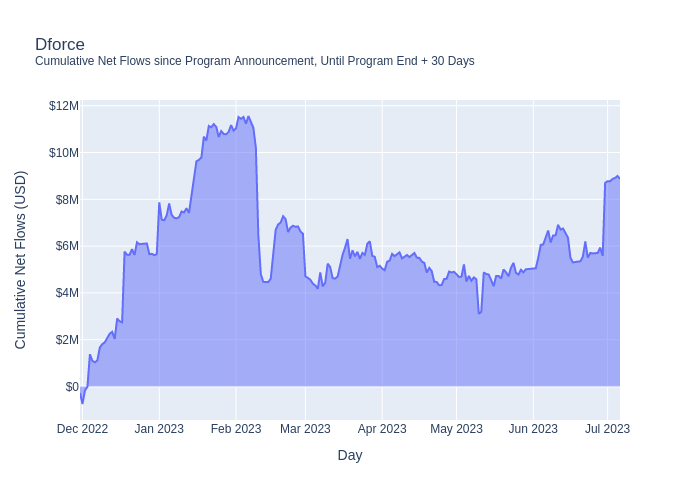 Dforce
Cumulative Net Flows since Program Announcement, Until Program End + 30 Days
Cumulative Net Flows (USD)
$12M
$10M
$8M
$6M
$4M
$2M
$0
Dec 2022 Jan 2023 Feb 2023 Mar 2023 Apr 2023 May 2023 Jun 2023 Jul 2023
Day